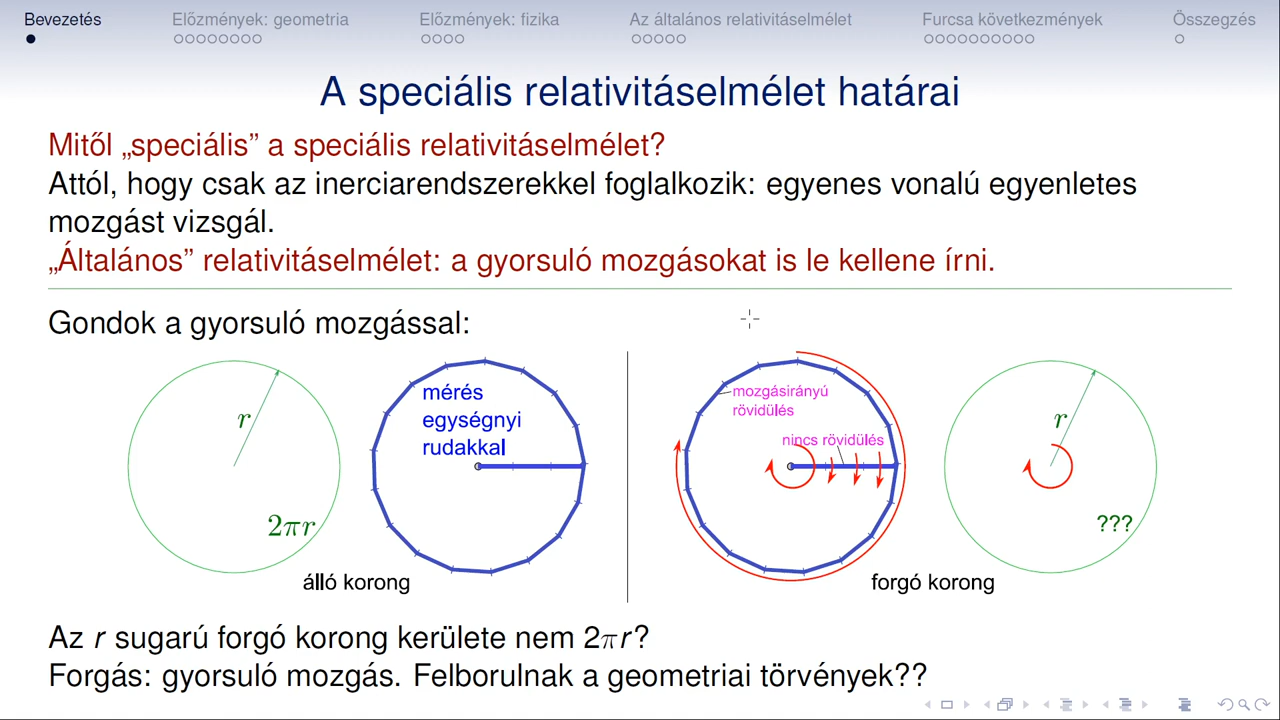 Bevezetés Előzmények: geometria Előzmények: fizika Az általános relativitáselmélet Furcsa következmények Összegzés
A speciális relativitáselmélet határai
Mitől „speciális” a speciális relativitáselmélet?
Attól, hogy csak az inerciarendszerekkel foglalkozik: egyenes vonalú egyenletes
mozgást vizsgál.
„Általános” relativitáselmélet: a gyorsuló mozgásokat is le kellene írni.
Gondok a gyorsuló mozgással:
r
2πr
mérés
egységnyi
rudakkal
álló korong
mozgásirányú
rövidülés
nincs rövidülés
forgó korong
r
???
Az r sugarú forgó korong kerülete nem 2πr?
Forgás: gyorsuló mozgás. Felborulnak a geometriai törvények??